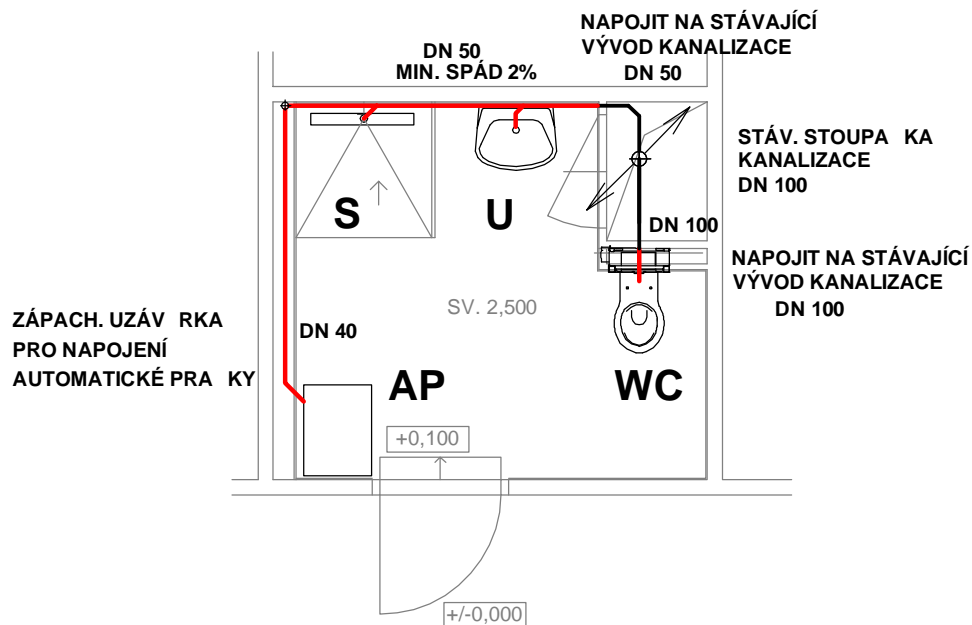 NAPOJIT NA STÁVAJÍCÍ
VÝVOD KANALIZACE
DN 50
DN 50
MIN. SPÁD 2%
STÁV. STOUPA KA
KANALIZACE
DN 100
S
U
DN 100
NAPOJIT NA STÁVAJÍCÍ
VÝVOD KANALIZACE
DN 100
SV. 2,500
ZÁPACH. UZÁV RKA
PRO NAPOJENÍ
AUTOMATICKÉ PRA KY
DN 40
AP
WC
+0,100
+/-0,000